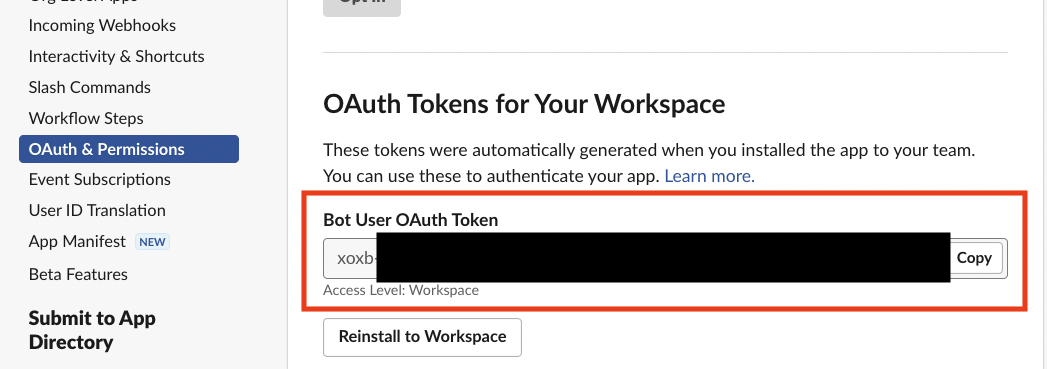 Incoming Webhooks
Interactivity & Shortcuts
Slash Commands
Workflow Steps
OAuth & Permissions
Event Subscriptions
User ID Translation
App Manifest NEW
Beta Features
Submit to App
Directory
OAuth Tokens for Your Workspace
These tokens were automatically generated when you installed the app to your team.
You can use these to authenticate your app. Learn more.
Bot User OAuth Token
xoxb-
Copy
Access Level: Workspace
Reinstall to Workspace